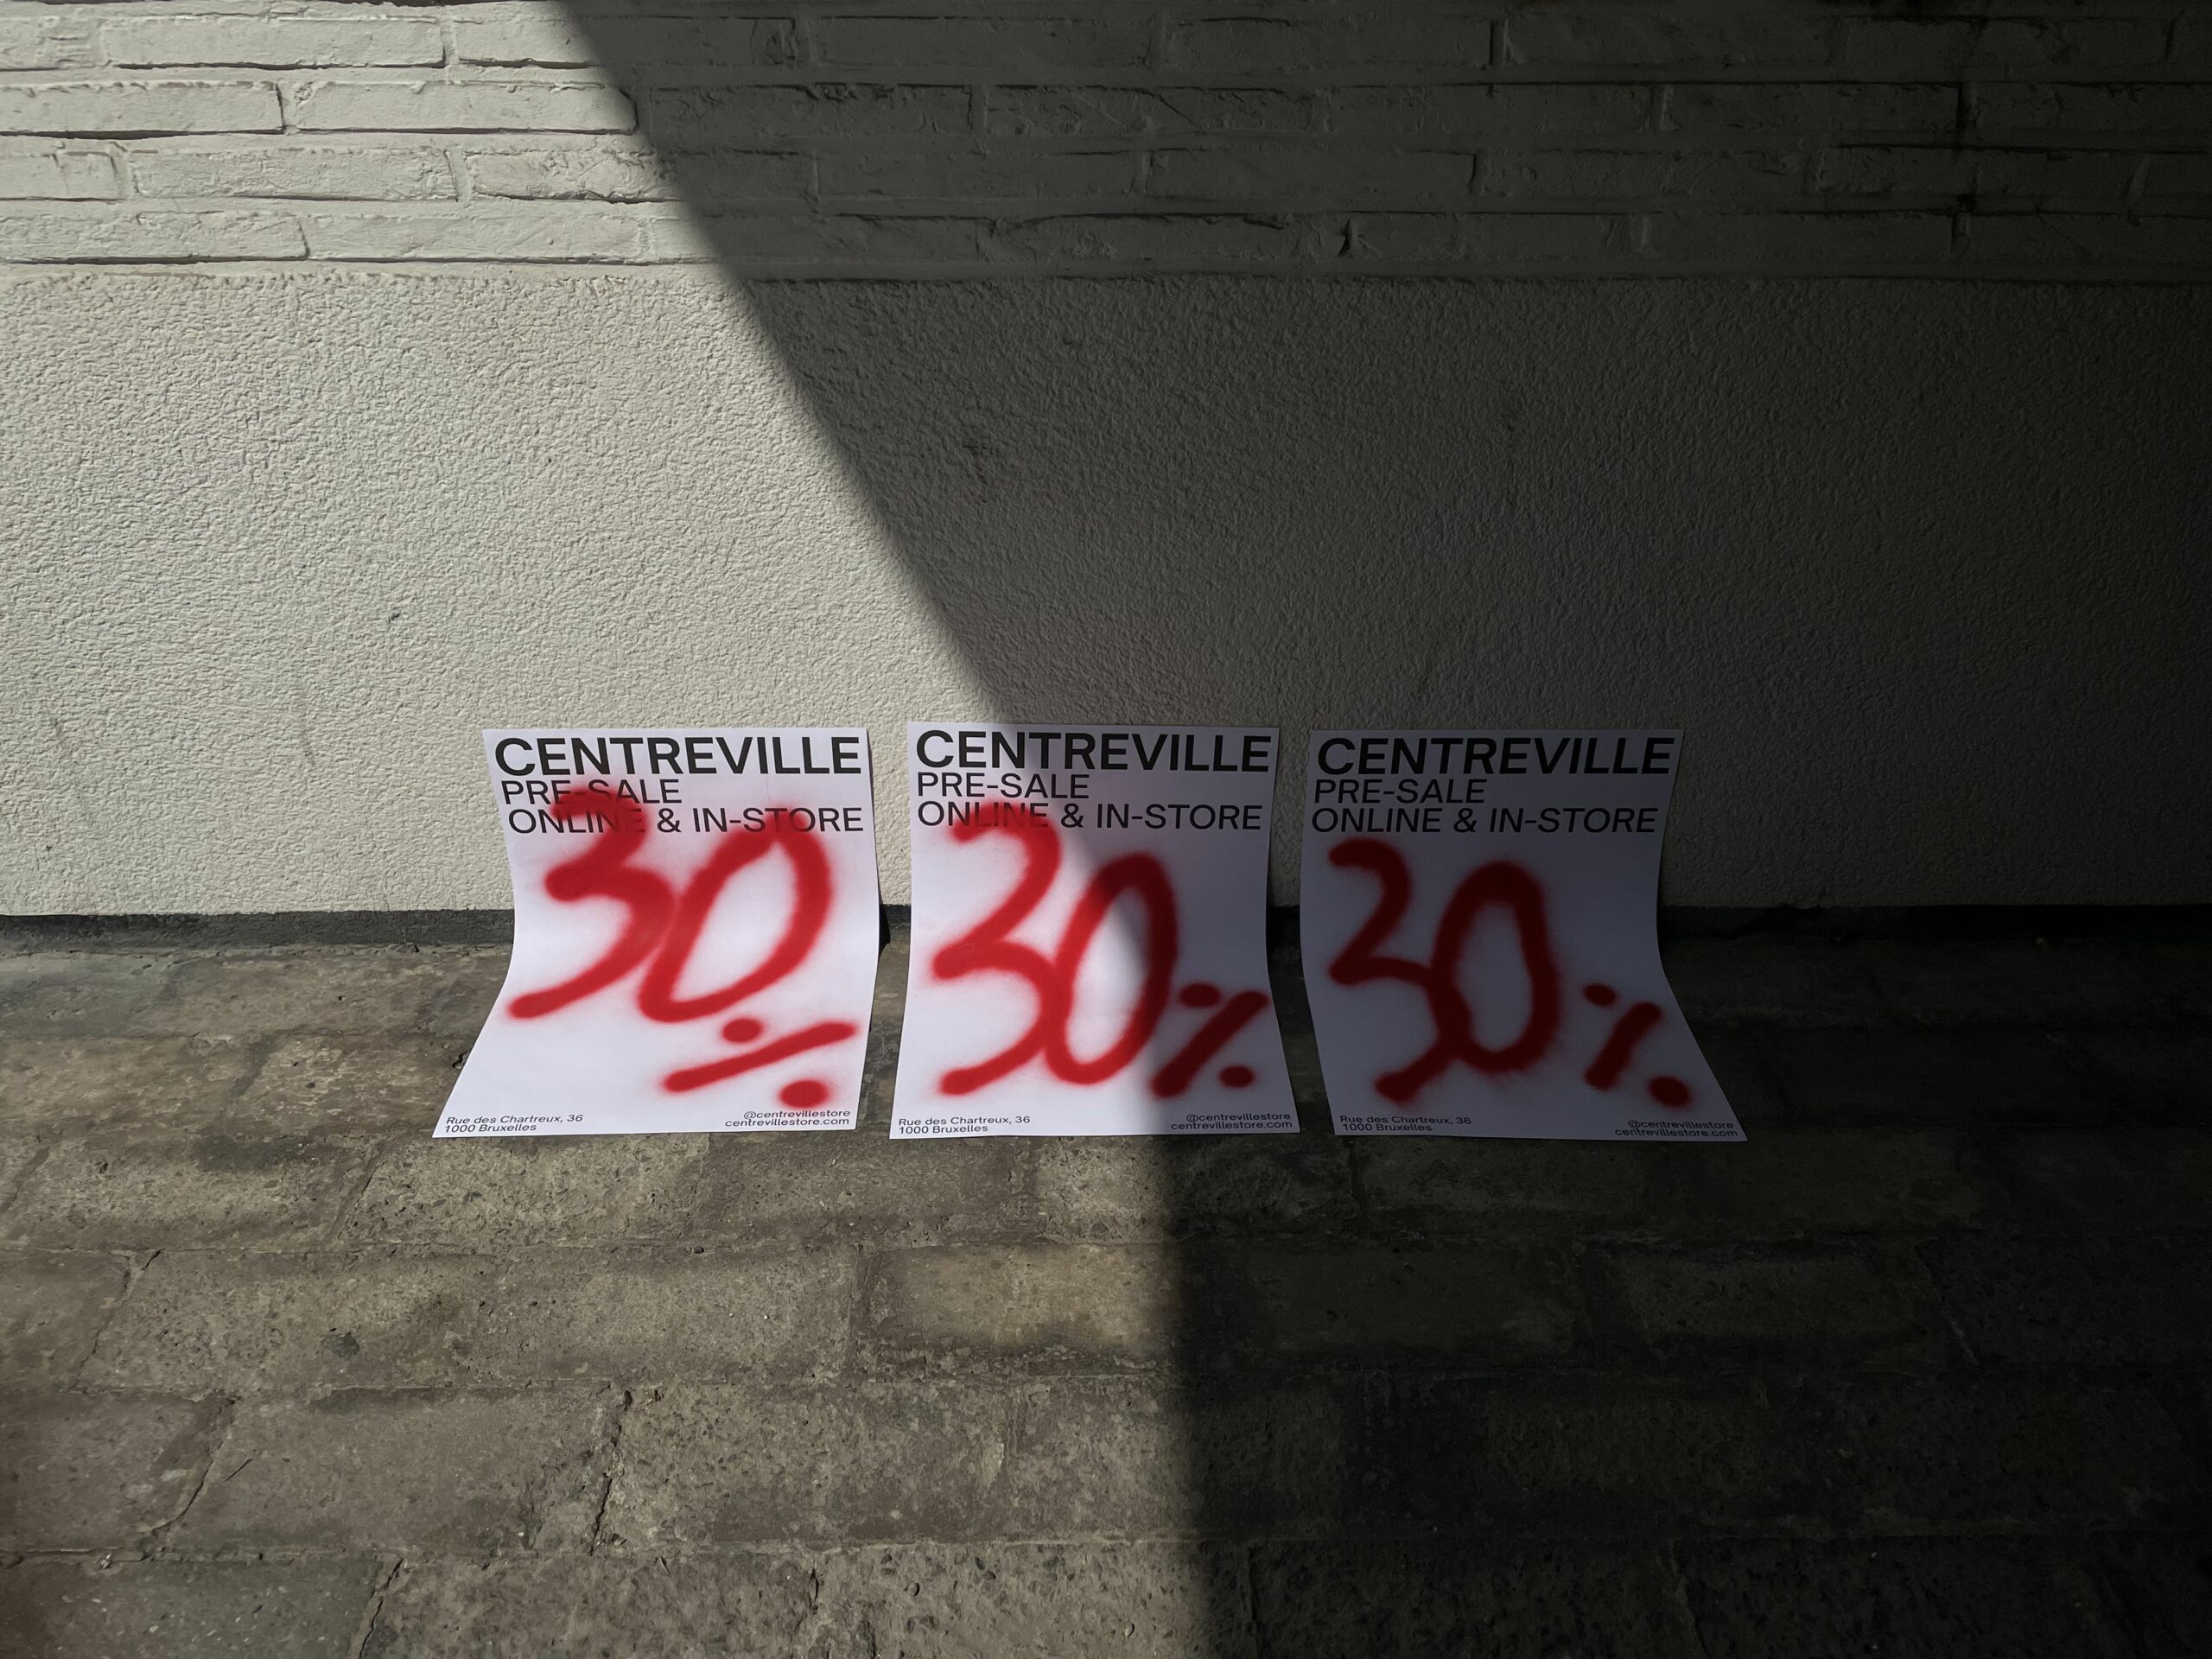 CENTREVILLE
PRE-SALE
ONLINE & IN-STORE
30%
Rue des Chartreux, 36
1000 Bruxelles
@centrevillestore
centrevillestore.com
CENTREVILLE
PRE-SALE
ONLINE & IN-STORE
30%
Rue des Chartreux, 36
1000 Bruxelles
@centrevillestore
centrevillestore.com
CENTREVILLE
PRE-SALE
ONLINE & IN-STORE
30%
Rue des Chartreux, 36
1000 Bruxelles
@centrevillestore
centrevillestore.com